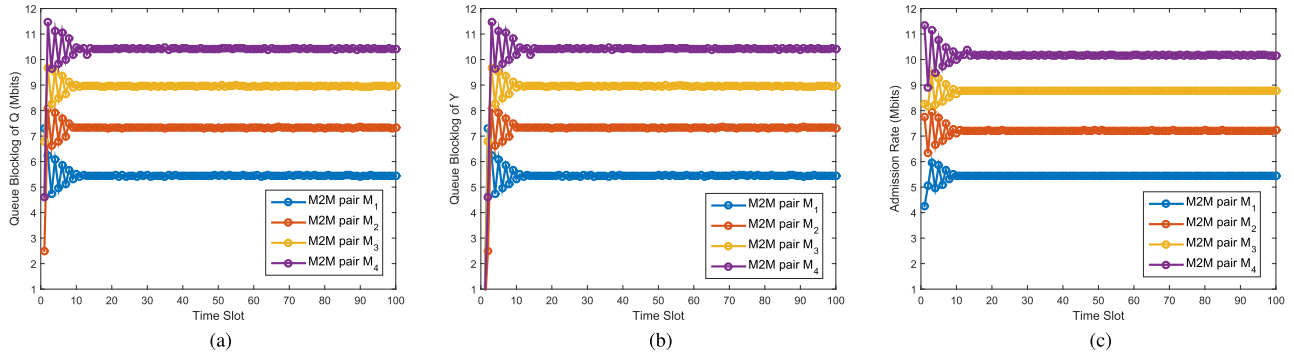 12
11
10
9
8
7
6
5
4
3
2
1
Queue Blocklog of Q (Mbits)
M2M pair M1
M2M pair M2
M2M pair M3
M2M pair M4
0 10 20 30 40 50 60 70 80 90 100
Time Slot
(a)
12
11
10
9
8
7
6
5
4
3
2
1
Queue Blocklog of Y
M2M pair M1
M2M pair M2
M2M pair M3
M2M pair M4
0 10 20 30 40 50 60 70 80 90 100
Time Slot
(b)
12
11
10
9
8
7
6
5
4
3
2
1
Admission Rate (Mbits)
M2M pair M1
M2M pair M2
M2M pair M3
M2M pair M4
0 10 20 30 40 50 60 70 80 90 100
Time Slot
(c)